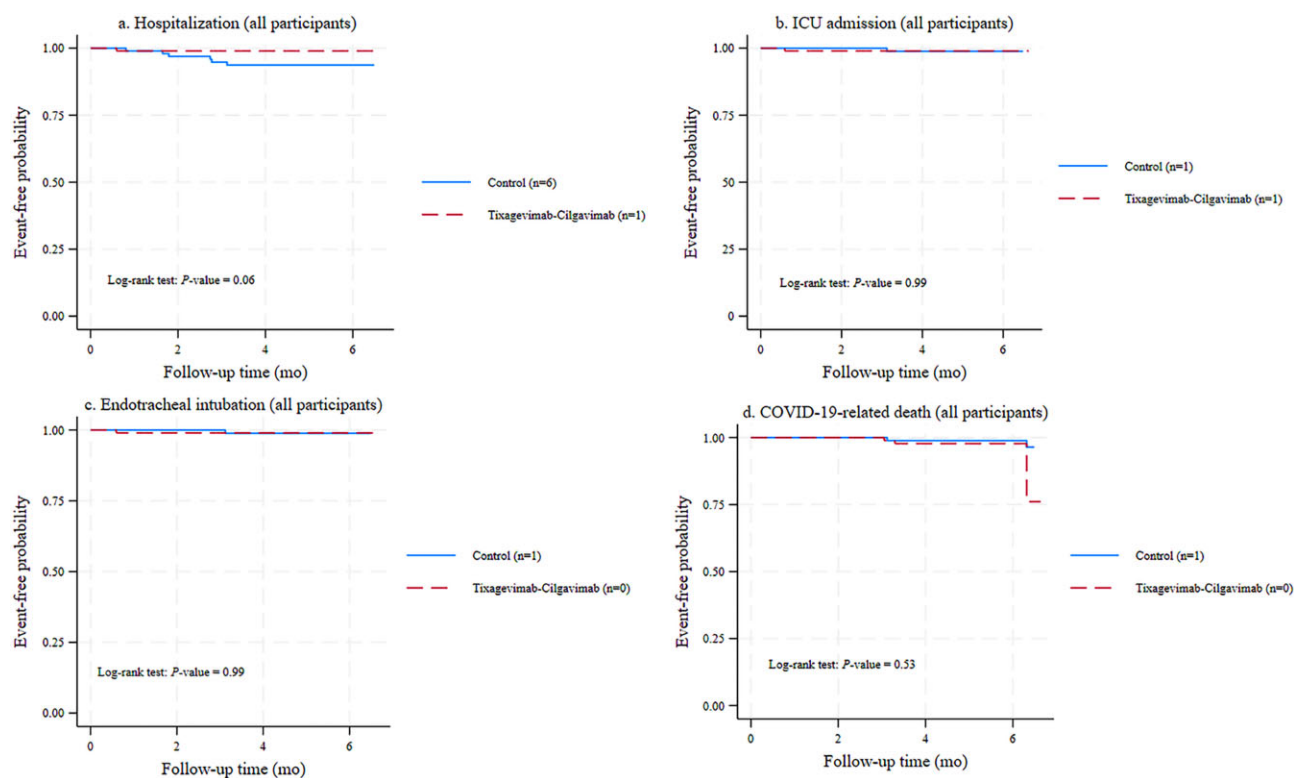 a. Hospitalization (all participants)
Event-free probability
1.00
0.75
0.50
0.25
0.00
Log-rank test: P-value = 0.06
0 2 4 6
Follow-up time (mo)
Control (n=6)
Tixagevimab-Cilgavimab (n=1)
b. ICU admission (all participants)
Event-free probability
1.00
.75
50
25
0
Log-rank test: P-value = 0.99
0 2 4 6
Follow-up time (mo)
Control (n=1)
Tixagevimab-Cilgavimab (n=1)
c. Endotracheal intubation (all participants)
Event-free probability
1.00
0.75
0.50
0.25
0.00
Log-rank test: P-value = 0.99
0 2 4 6
Follow-up time (mo)
Control (n=1)
Tixagevimab-Cilgavimab (n=0)
d. COVID-19-related death (all participants)
Event-free probability
1.00
0.75
0.50
0.25
0.00
Log-rank test: P-value = 0.53
0 2 4 6
Follow-up time (mo)
Control (n=1)
Tixagevimab-Cilgavimab (n=0)